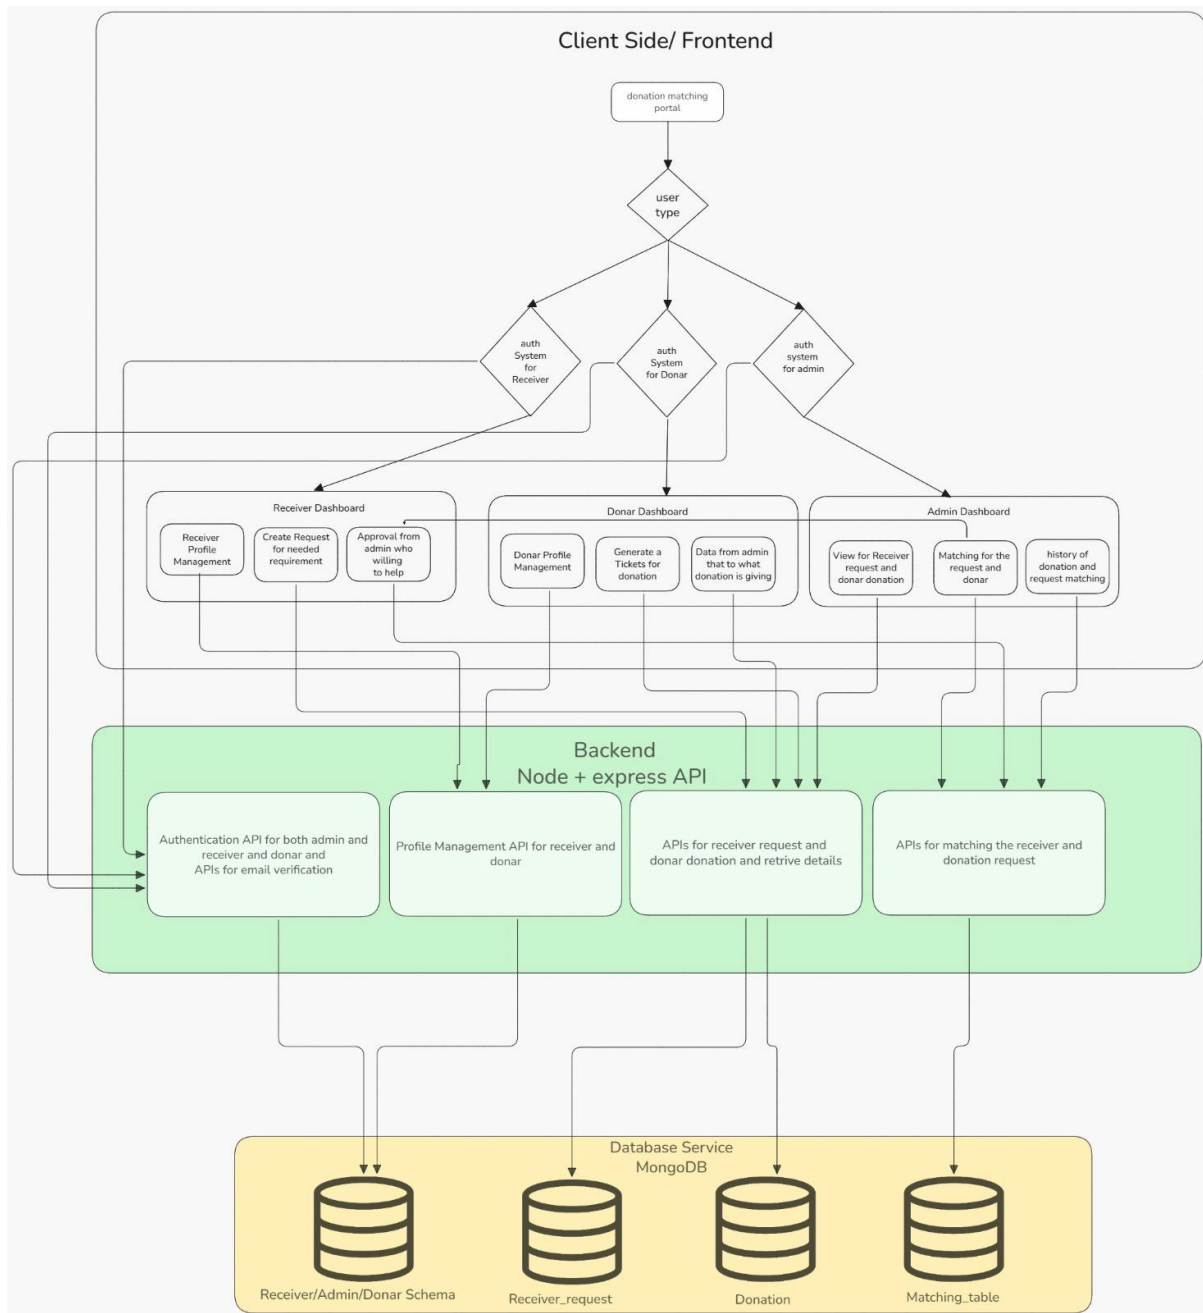 Client Side/ Frontend
donation matching
portal
user
type
auth
System
for
Receiver
auth
System
for Donar
auth
system
for admin
Receiver Dashboard
Receiver
Profile
Management
Create Request
for needed
requirement
Approval from
admin who
willing
to help
Donar Dashboard
Donar Profile
Management
Generate a
Tickets for
donation
Data from admin
that to what
donation is giving
Admin Dashboard
View for Receiver
request and
donar donation
Matching for the
request and
donar
history of
donation and
request matching
Backend
Node + express API
Authentication API for both admin and
receiver and donar and
APIs for email verification
Profile Management API for receiver and
donar
APIs for receiver request and
donar donation and retrive details
APIs for matching the receiver and
donation request
Database Service
MongoDB
Receiver/Admin/Donar Schema
Receiver_request
Donation
Matching_table